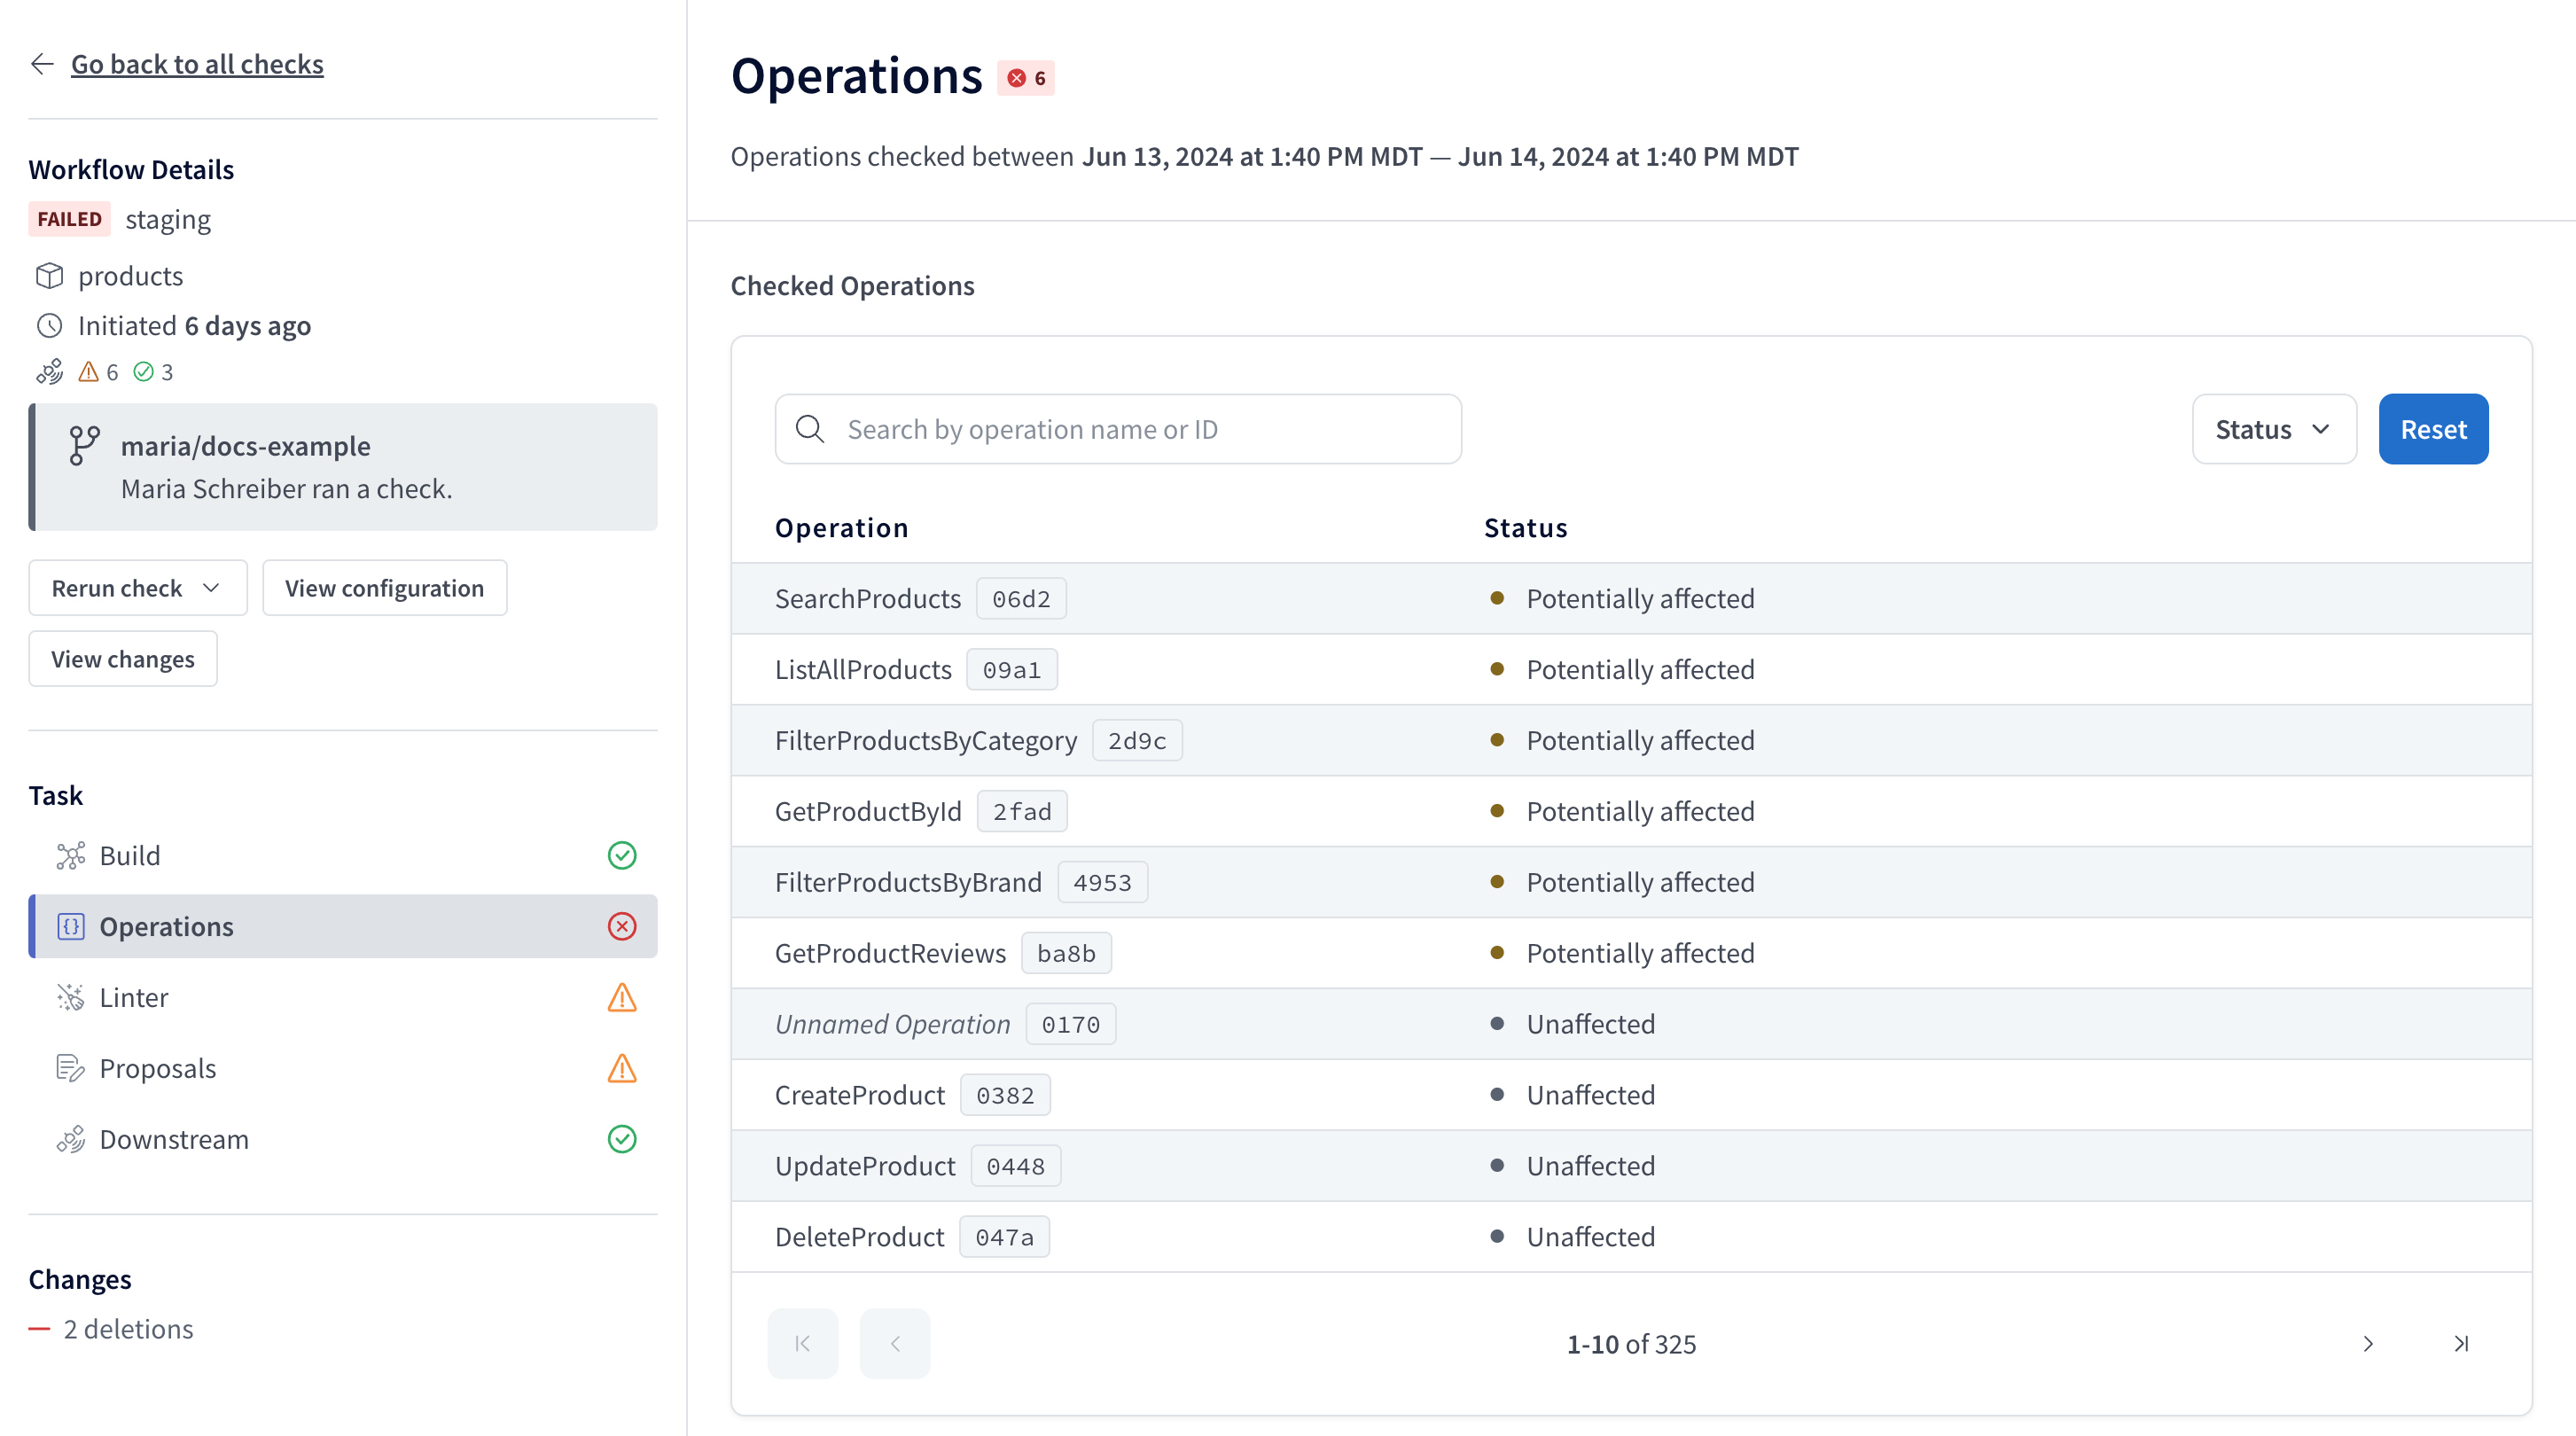 Go back to all checks
Workflow Details
FAILED staging
products
Initiated 6 days ago
6 3
maria/docs-example
Maria Schreiber ran a check.
Rerun check View configuration
View changes
Task
Build
Operations
Linter
Proposals
Downstream
Changes
2 deletions
Operations 6
Operations checked between Jun 13, 2024 at 1:40 PM MDT — Jun 14, 2024 at 1:40 PM MDT
Checked Operations
Search by operation name or ID Status Reset
Operation Status
SearchProducts 06d2 Potentially affected
ListAllProducts 09a1 Potentially affected
FilterProductsByCategory 2d9c Potentially affected
GetProductById 2fad Potentially affected
FilterProductsByBrand 4953 Potentially affected
GetProductReviews ba8b Potentially affected
Unnamed Operation 0170 Unaffected
CreateProduct 0382 Unaffected
UpdateProduct 0448 Unaffected
DeleteProduct 047a Unaffected
1-10 of 325